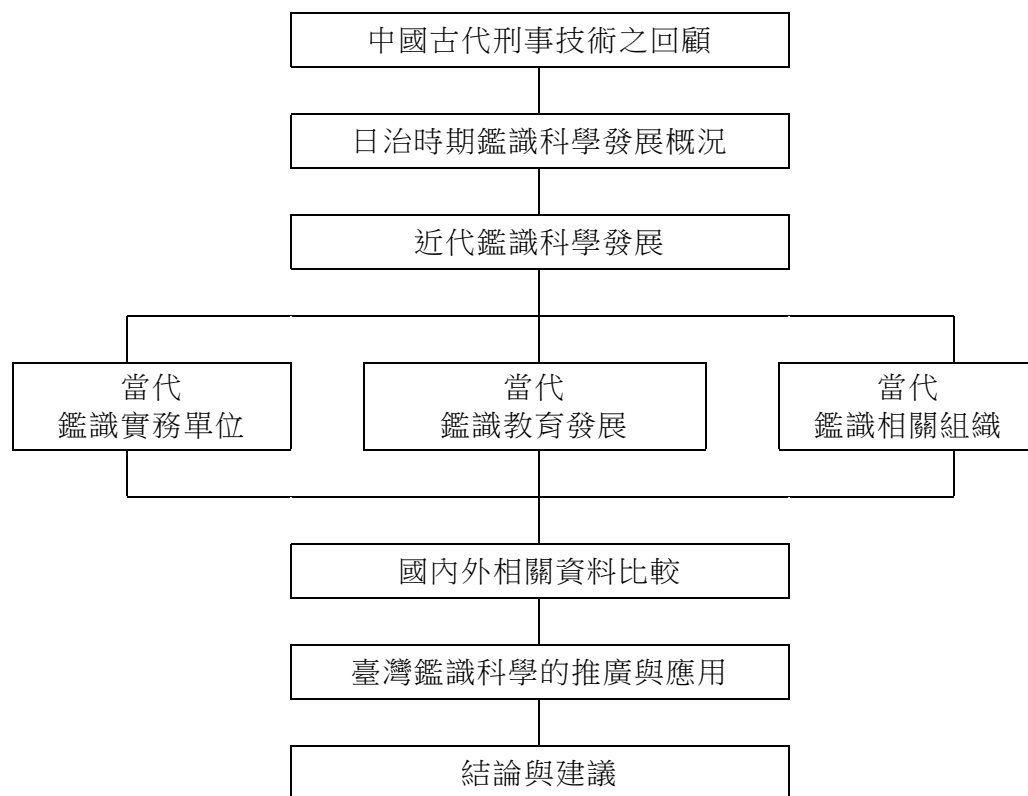 中國古代刑事技術之回顧
日治時期鑑識科學發展概況
近代鑑識科學發展
當代
鑑識實務單位
當代
鑑識教育發展
當代
鑑識相關組織
國內外相關資料比較
臺灣鑑識科學的推廣與應用
結論與建議